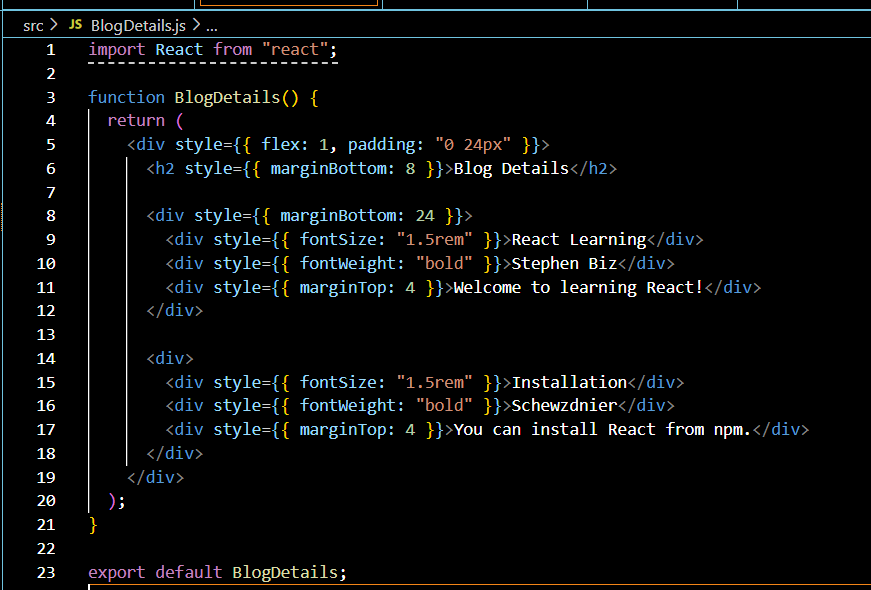 src > JS BlogDetails.js > ...
1 import React from "react";
2
3 function BlogDetails() {
4   return (
5     <div style={{ flex: 1, padding: "0 24px" }}>
6       <h2 style={{ marginBottom: 8 }}>Blog Details</h2>
7
8       <div style={{ marginBottom: 24 }}>
9         <div style={{ fontSize: "1.5rem" }}>React Learning</div>
10         <div style={{ fontWeight: "bold" }}>Stephen Biz</div>
11         <div style={{ marginTop: 4 }}>Welcome to learning React!</div>
12       </div>
13
14       <div>
15         <div style={{ fontSize: "1.5rem" }}>Installation</div>
16         <div style={{ fontWeight: "bold" }}>Schewzdnier</div>
17         <div style={{ marginTop: 4 }}>You can install React from npm.</div>
18       </div>
19     </div>
20   );
21 }
22
23 export default BlogDetails;